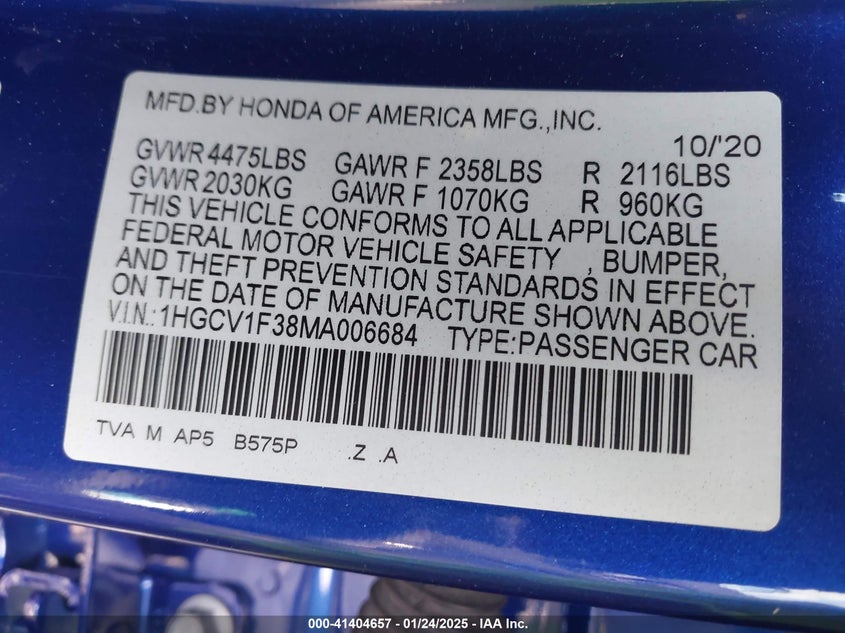 MFD.BY HONDA OF AMERICA MFG.,INC.
10/'20
GVWR 4475LBS GAWR F 2358LBS R 2116LBS
GVWR 2030KG GAWR F 1070KG R 960KG
THIS VEHICLE CONFORMS TO ALL APPLICABLE
FEDERAL MOTOR VEHICLE SAFETY , BUMPER,
AND THEFT PREVENTION STANDARDS IN EFFECT
ON THE DATE OF MANUFACTURE SHOWN ABOVE.
V.I.N.:1HGCV1F38MA006684 TYPE:PASSENGER CAR
TVA M AP5 B575P .Z .A
000-41404657 - 01/24/2025 - IAA Inc.